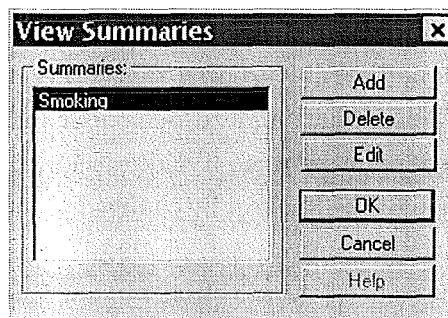 View Summaries
Summaries:
Smoking
Add
Delete
Edit
OK
Cancel
Help